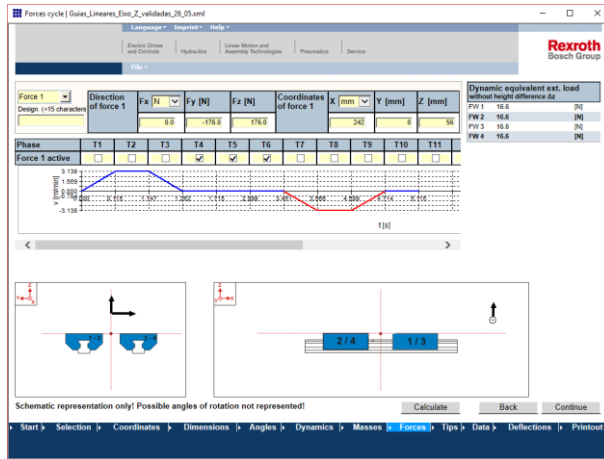 Forces cycle | Guias_Lineares_Eixo_Z_validadas_26_05.xml
Language Imprint Help
Electric Drives and Controls
Hydraulics
Linear Motion and Assembly Technologies
Pneumatics
Service
Rexroth
Bosch Group
File
Force 1
Design. (<15 characters
Direction of force 1
Fx N Fy [N] Fz [N]
0.0 -176.0 176.0
Coordinates of force 1
X mm Y [mm] Z [mm]
242 0 56
Dynamic equivalent ext. load
without height difference Δz
FW 1 16.6 [N]
FW 2 16.6 [N]
FW 3 16.6 [N]
FW 4 16.6 [N]
Phase T1 T2 T3 T4 T5 T6 T7 T8 T9 T10 T11
Force 1 active
3.138
1.569
0.000
-3.138
v [m/min]
t [s]
2 / 4
1 / 3
Schematic representation only! Possible angles of rotation not represented!
Calculate Back Continue
Start Selection Coordinates Dimensions Angles Dynamics Masses Forces Tips Data Deflections Printout